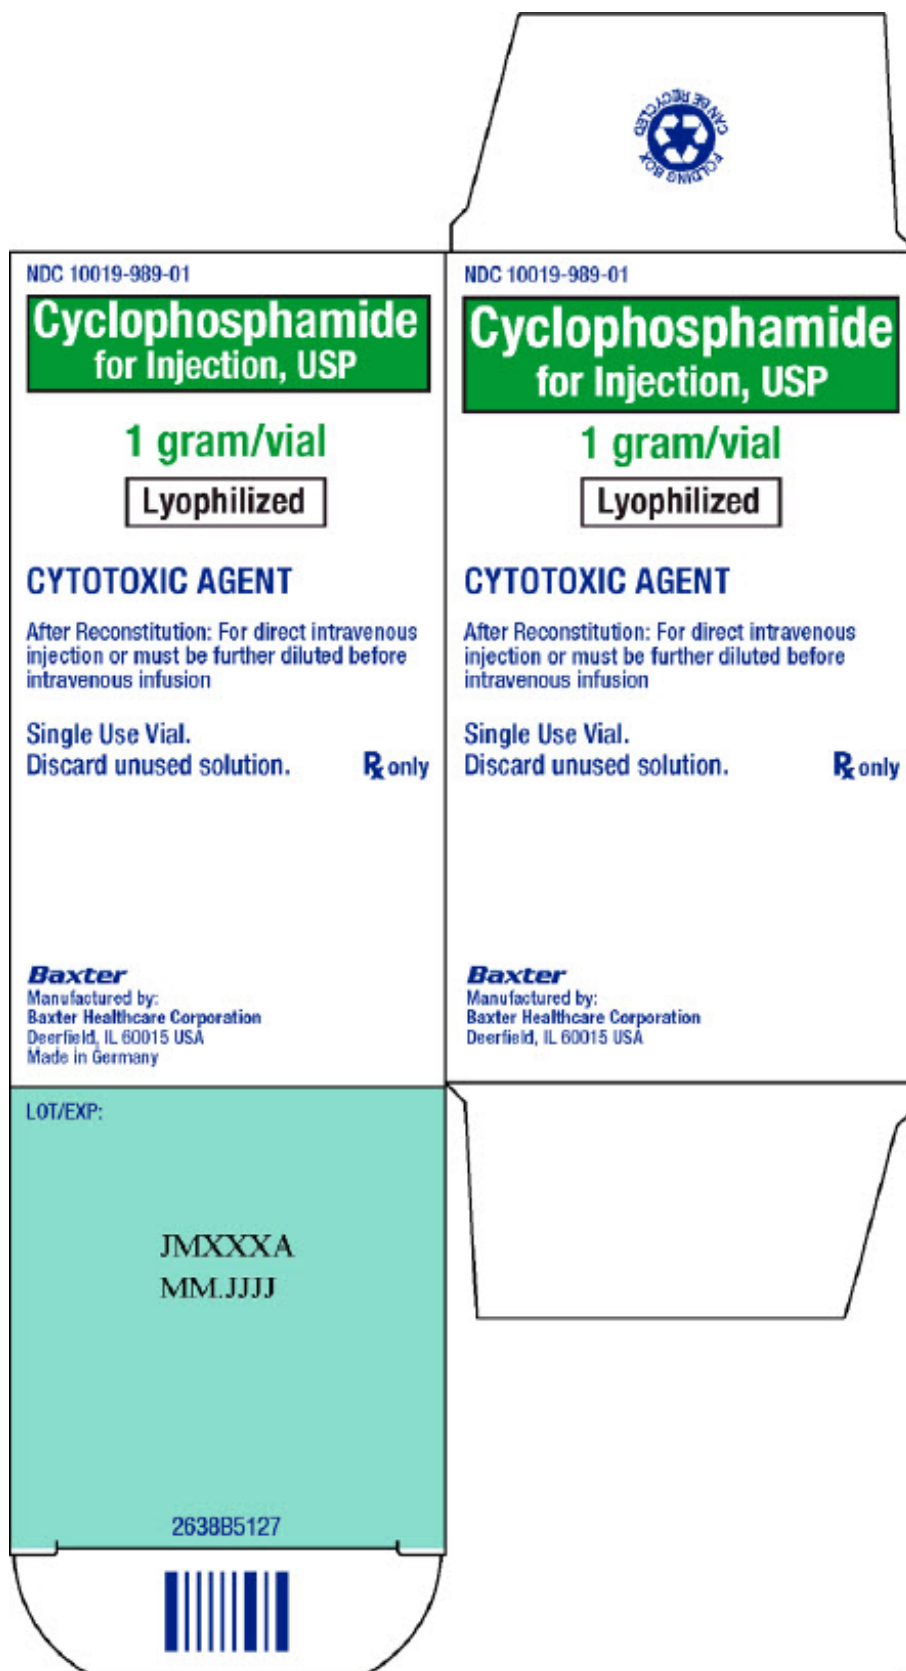 FOLDING BOX
CAN BE RECYCLED
NDC 10019-989-01
Cyclophosphamide
for Injection, USP
1 gram/vial
Lyophilized
CYTOTOXIC AGENT
After Reconstitution: For direct intravenous
injection or must be further diluted before
intravenous infusion
Single Use Vial.
Discard unused solution.
Rx only
Baxter
Manufactured by:
Baxter Healthcare Corporation
Deerfield, IL 60015 USA
Made in Germany
LOT/EXP:
JMXXXA
MM.JJJJ
2638B5127
NDC 10019-989-01
Cyclophosphamide
for Injection, USP
1 gram/vial
Lyophilized
CYTOTOXIC AGENT
After Reconstitution: For direct intravenous
injection or must be further diluted before
intravenous infusion
Single Use Vial.
Discard unused solution.
Rx only
Baxter
Manufactured by:
Baxter Healthcare Corporation
Deerfield, IL 60015 USA